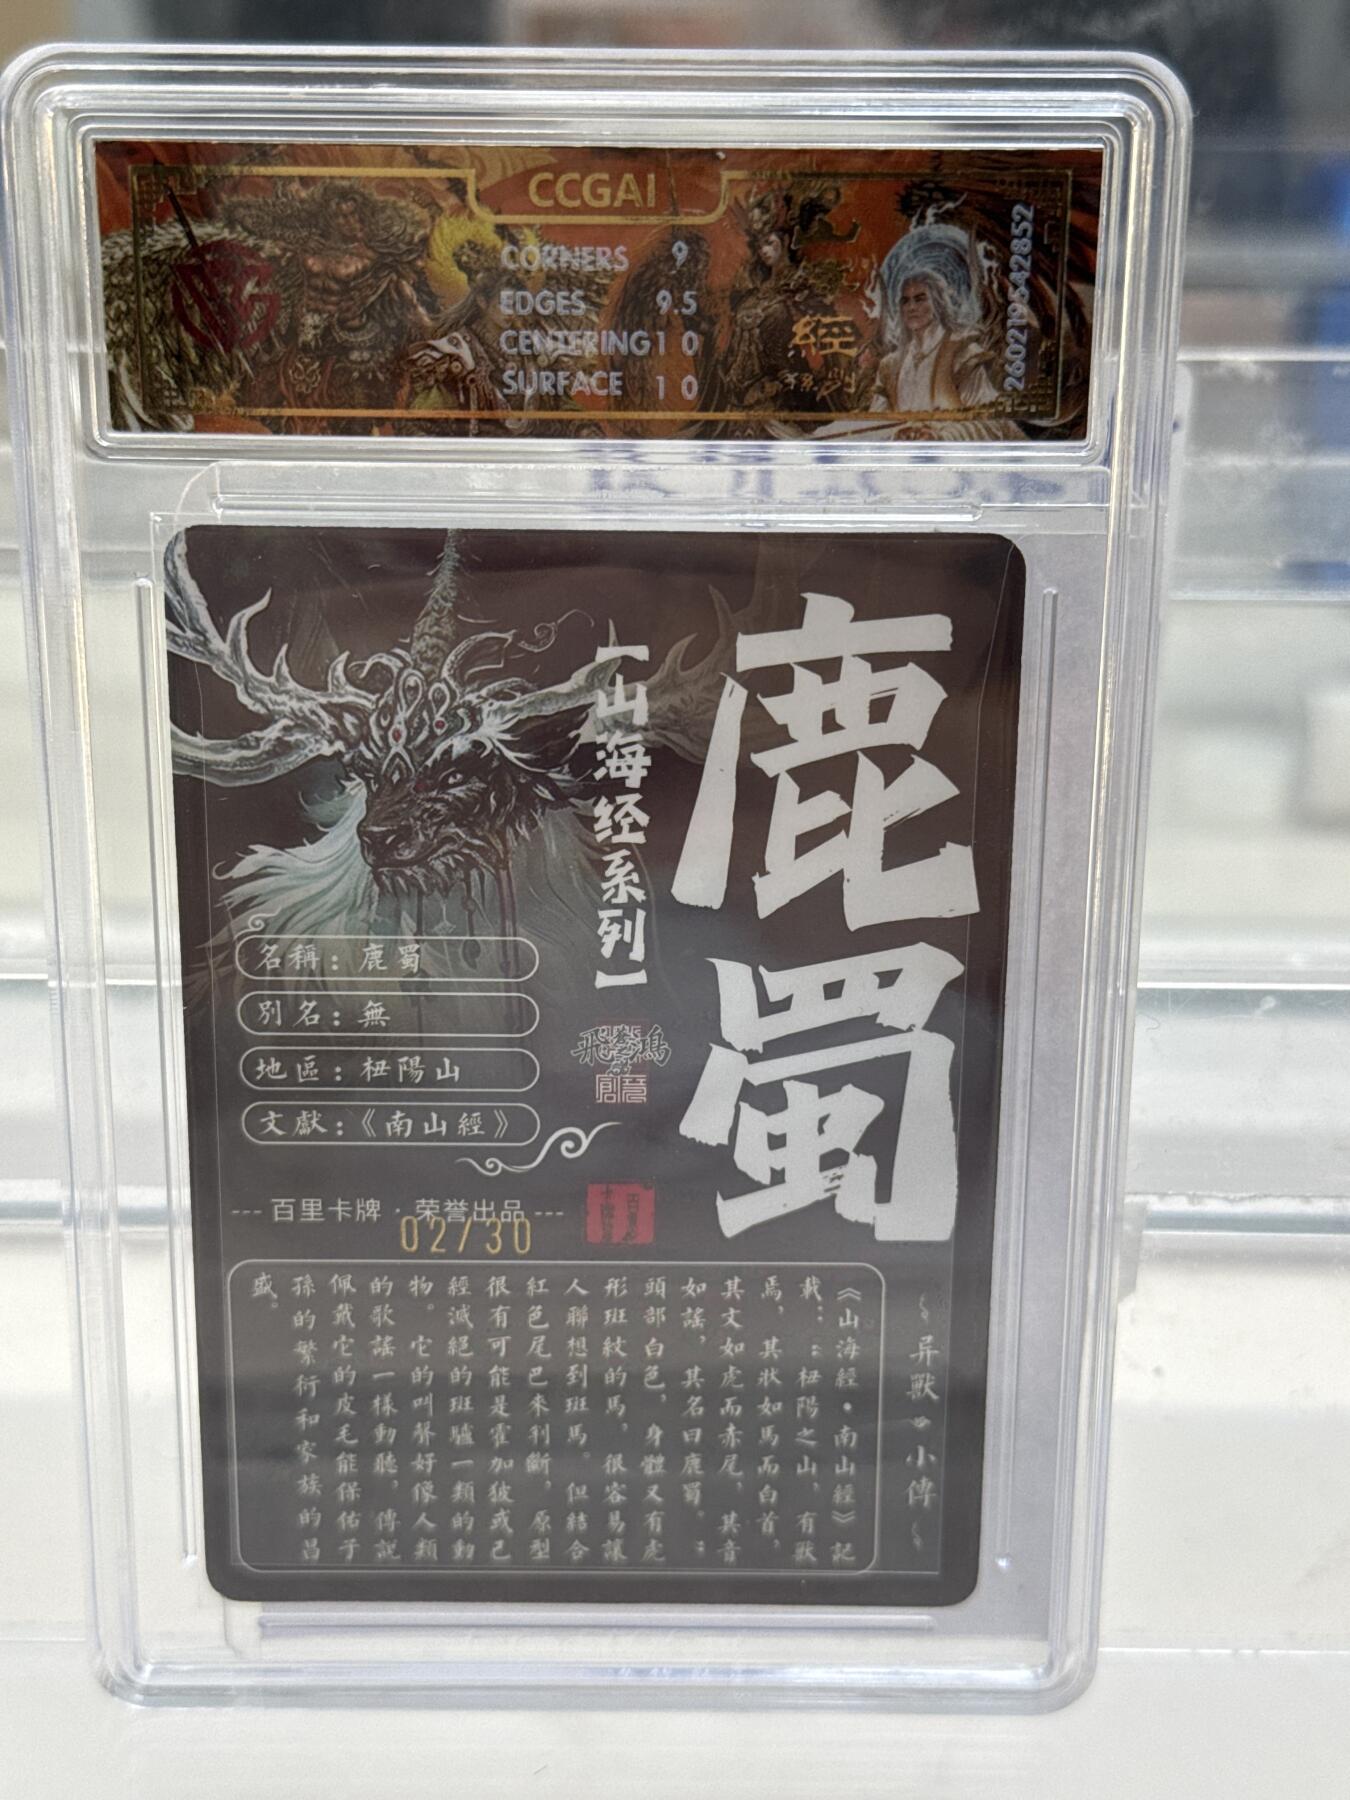 CCGAI
CORNERS 9
EDGES 9.5
CENTERING 10
SURFACE 10
經
260219542852
鹿蜀
【山海经系列】
名稱：鹿蜀
別名：無
地區：杻陽山
文獻：《南山經》
--- 百里卡牌 · 荣誉出品 ---
02/30
异獸 小傳
《山海經•南山經》記
載：：杻陽之山，有獸
焉，其狀如馬而白首，
其文如虎而赤尾，其音
如謠，其名曰鹿蜀。：
頭部白色，身體又有虎
形斑紋的馬，很容易讓
人聯想到斑馬。但結合
紅色尾巴來判斷，原型
很有可能是霍加狓或已
經滅絕的斑驢一類的動
物。它的叫聲好像人類
的歌謠一樣動聽，傳說
佩戴它的皮毛能保佑子
孫的繁衍和家族的昌
盛。